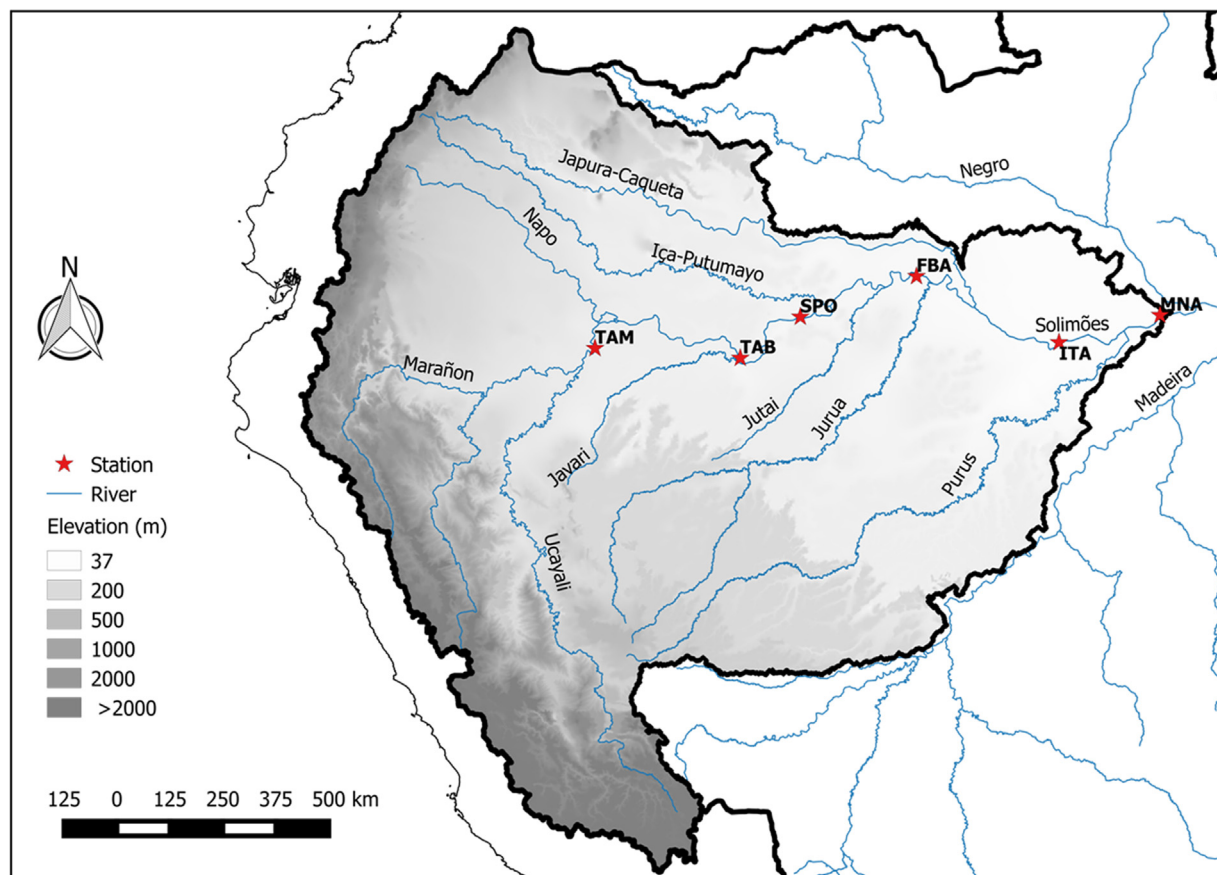 Negro
Japura-Caqueta
Napo
Iça-Putumayo
FBA
SPO
MNA
Solimões
TAM
TAB
ITA
Marañon
Madeira
Jutai
Jurua
Javari
Purus
Ucayali
N
Station
River
Elevation (m)
37
200
500
1000
2000
>2000
125 0 125 250 375 500 km